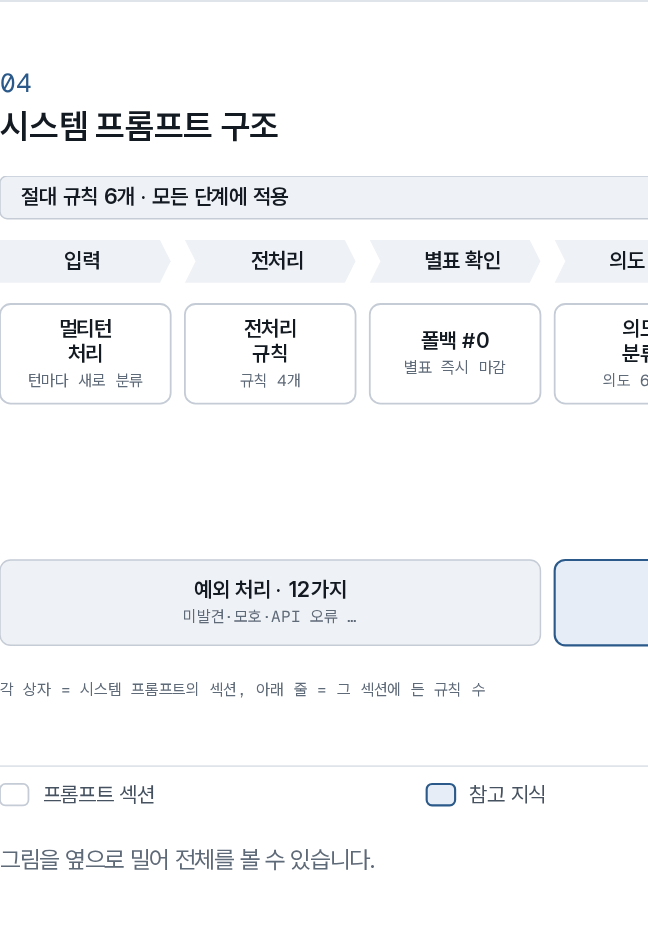 04
시스템 프롬프트 구조
절대 규칙 6개 · 모든 단계에 적용
입력
전처리
별표 확인
의도
멀티턴
처리
턴마다 새로 분류
전처리
규칙
규칙 4개
폴백 #0
별표 즉시 마감
의도 6
예외 처리 · 12가지
미발견·모호·API 오류 …
각 상자 = 시스템 프롬프트의 섹션, 아래 줄 = 그 섹션에 든 규칙 수
프롬프트 섹션
참고 지식
그림을 옆으로 밀어 전체를 볼 수 있습니다.